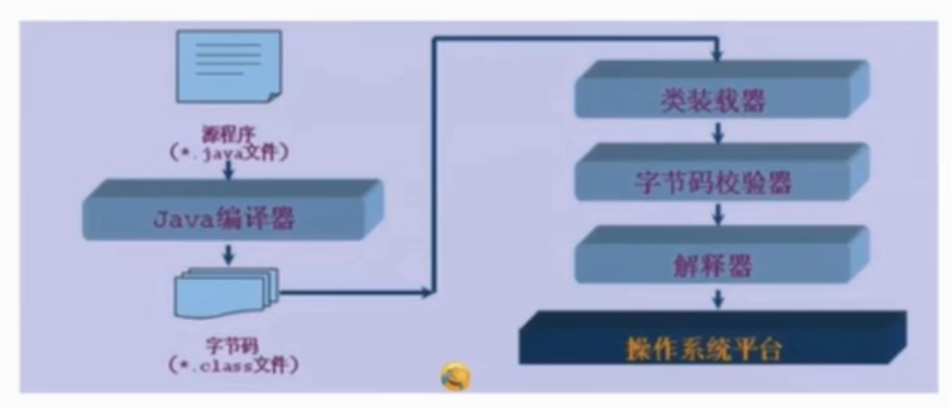 源程序
(*.java文件)
Java编译器
字节码
(*.class文件)
类装载器
字节码校验器
解释器
操作系统平台